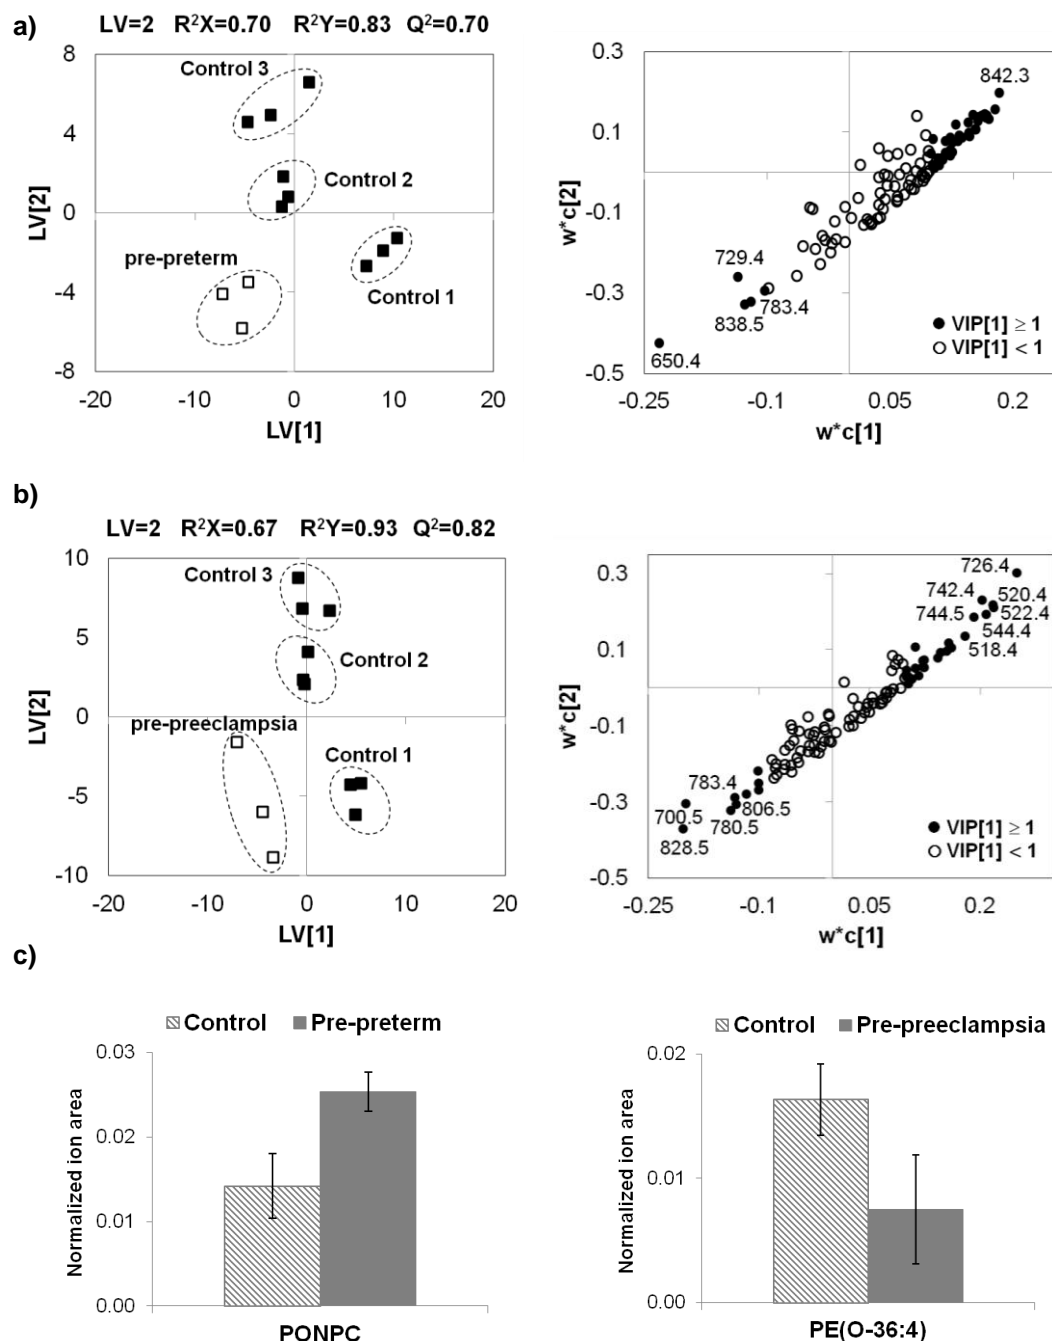 a)
LV=2 R²X=0.70 R²Y=0.83 Q²=0.70
8
4
0
-4
-8
LV[2]
Control 3
Control 2
pre-preterm
Control 1
-20
-10
0
10
20
LV[1]
0.3
0.1
-0.1
-0.3
-0.5
w*c[2]
842.3
729.4
783.4
838.5
650.4
VIP[1] ≥ 1
VIP[1] < 1
-0.25
-0.1
0.05
0.2
w*c[1]
b)
LV=2 R²X=0.67 R²Y=0.93 Q²=0.82
10
5
0
-5
-10
LV[2]
Control 3
Control 2
pre-preeclampsia
Control 1
-20
-10
0
10
20
LV[1]
0.3
0.1
-0.1
-0.3
-0.5
w*c[2]
726.4
742.4
520.4
744.5
522.4
544.4
518.4
783.4
700.5
806.5
780.5
828.5
VIP[1] ≥ 1
VIP[1] < 1
-0.25
-0.1
0.05
0.2
w*c[1]
c)
Control Pre-preterm
0.03
0.02
0.01
0.00
Normalized ion area
PONPC
Control Pre-preeclampsia
0.02
0.01
0.00
Normalized ion area
PE(O-36:4)